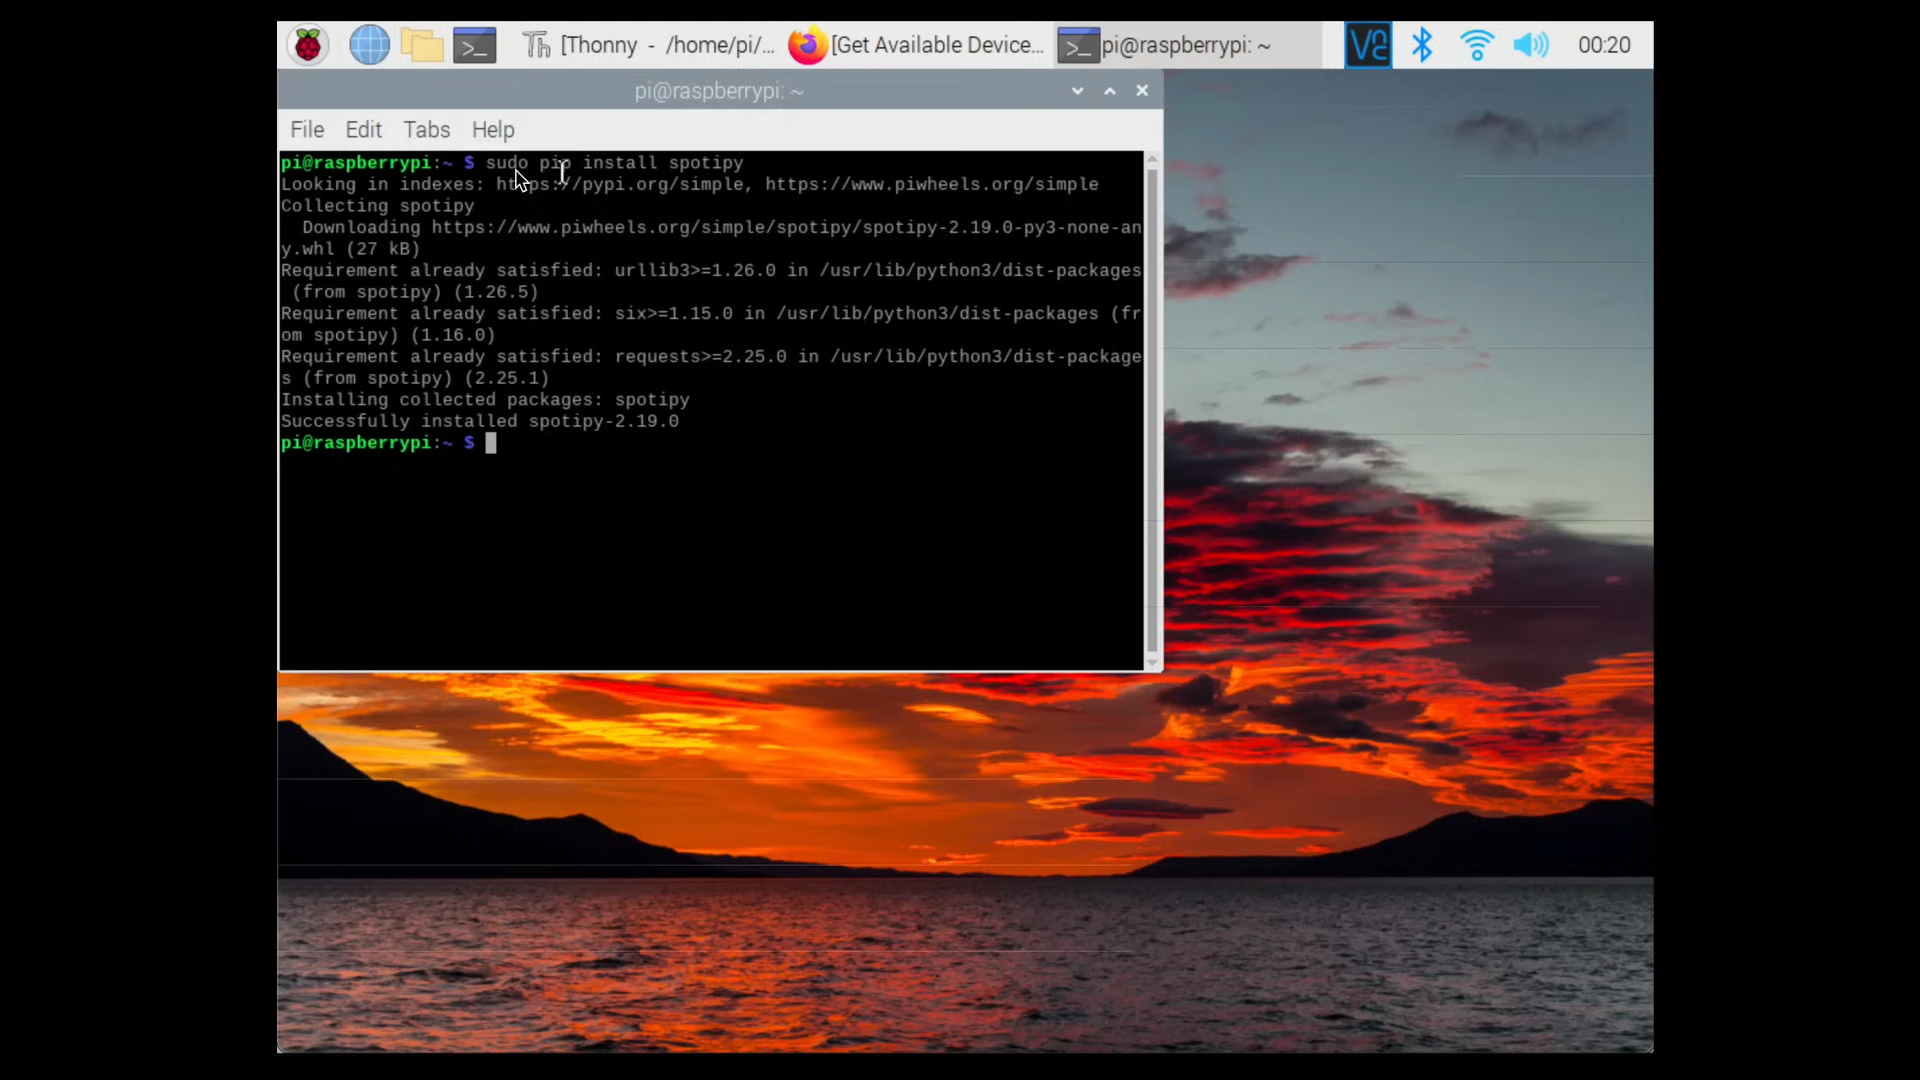 [Thonny - /home/pi/...
[Get Available Device...
pi@raspberrypi: ~
00:20
pi@raspberrypi: ~
File Edit Tabs Help
pi@raspberrypi:~ $ sudo pip install spotipy
Looking in indexes: https://pypi.org/simple, https://www.piwheels.org/simple
Collecting spotipy
  Downloading https://www.piwheels.org/simple/spotipy/spotipy-2.19.0-py3-none-an
y.whl (27 kB)
Requirement already satisfied: urllib3>=1.26.0 in /usr/lib/python3/dist-packages
 (from spotipy) (1.26.5)
Requirement already satisfied: six>=1.15.0 in /usr/lib/python3/dist-packages (fr
om spotipy) (1.16.0)
Requirement already satisfied: requests>=2.25.0 in /usr/lib/python3/dist-package
s (from spotipy) (2.25.1)
Installing collected packages: spotipy
Successfully installed spotipy-2.19.0
pi@raspberrypi:~ $